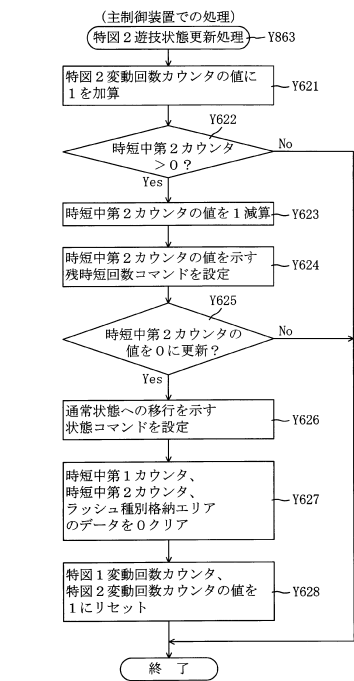 (主制御装置での処理)
特図２遊技状態更新処理
Y863
特図２変動回数カウンタの値に
１を加算
Y621
Y622
時短中第２カウンタ
＞０？
No
Yes
時短中第２カウンタの値を１減算
Y623
時短中第２カウンタの値を示す
残時短回数コマンドを設定
Y624
Y625
時短中第２カウンタの
値を０に更新？
No
Yes
通常状態への移行を示す
状態コマンドを設定
Y626
時短中第１カウンタ、
時短中第２カウンタ、
ラッシュ種別格納エリア
のデータを０クリア
Y627
特図１変動回数カウンタ、
特図２変動回数カウンタの値を
１にリセット
Y628
終 了